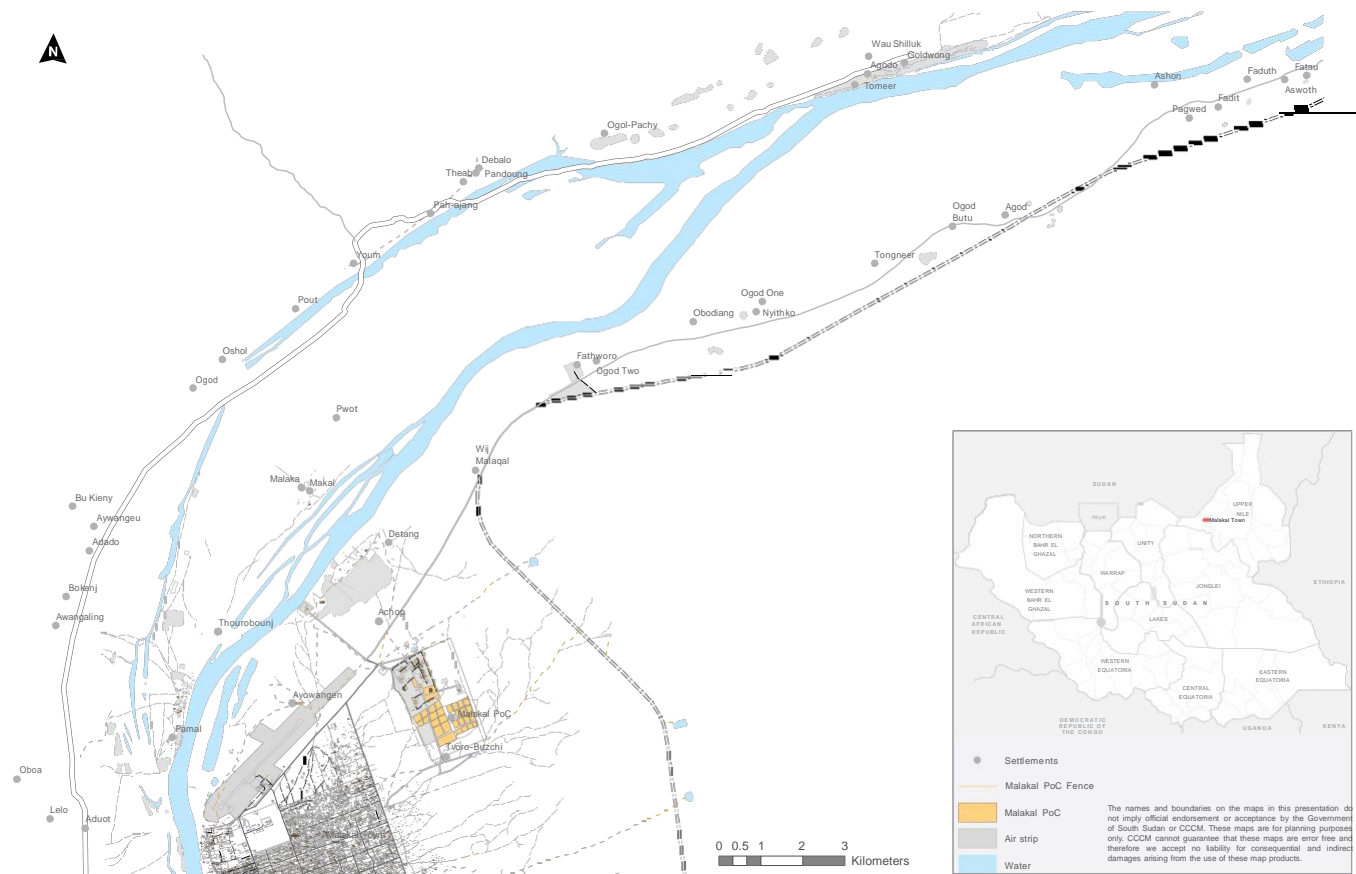 N
Wau Shilluk
Goldwong
Agodo
Tomeer
Fatau
Faduth
Ashon
Aswoth
Fadit
Pagwed
Ogol-Pachy
Debalo
Theab
Pandoung
Pah-ajang
Ogod
Butu
Agod
Youm
Tongneer
Ogod One
Pout
Nyithko
Obodiang
Oshol
Fathworo
Ogod Two
Ogod
Pwot
Wij
Malaqal
Malaka
Makal
Bu Kieny
Aywangeu
Adado
Detang
Bokenj
Achop
Awangaling
Thourobounj
Ayowangen
Malakal PoC
Pamal
Tvoro-Buzchi
Oboa
Lelo
Aduot
Malakal Town
0 0.5 1 2 3
Kilometers
SUDAN
UPPER
NILE
Abyei
Malakal Town
NORTHERN
BAHR EL
GHAZAL
UNITY
WARRAP
JONGLEI
ETHIOPIA
WESTERN
BAHR EL
GHAZAL
SOUTH SUDAN
CENTRAL
AFRICAN
REPUBLIC
LAKES
WESTERN
EQUATORIA
EASTERN
EQUATORIA
CENTRAL
EQUATORIA
DEMOCRATIC
REPUBLIC OF
THE CONGO
UGANDA
KENYA
Settlements
Malakal PoC Fence
Malakal PoC
Air strip
Water
The names and boundaries on the maps in this presentation do
not imply official endorsement or acceptance by the Government
of South Sudan or CCCM. These maps are for planning purposes
only. CCCM cannot guarantee that these maps are error free and
therefore we accept no liability for consequential and indirect
damages arising from the use of these map products.